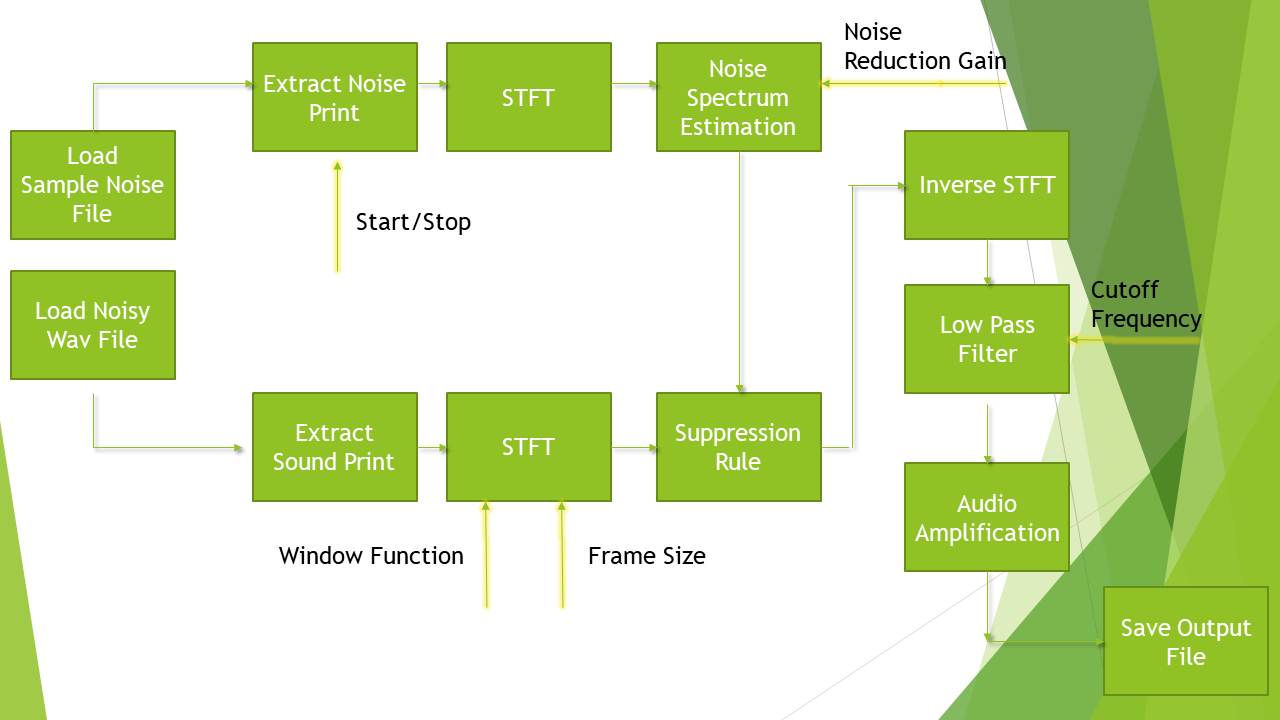 Noise
Reduction Gain
Extract Noise
Print
STFT
Noise
Spectrum
Estimation
Load
Sample Noise
File
Inverse STFT
Start/Stop
Load Noisy
Wav File
Cutoff
Frequency
Low Pass
Filter
Extract
Sound Print
STFT
Suppression
Rule
Audio
Amplification
Window Function
Frame Size
Save Output
File